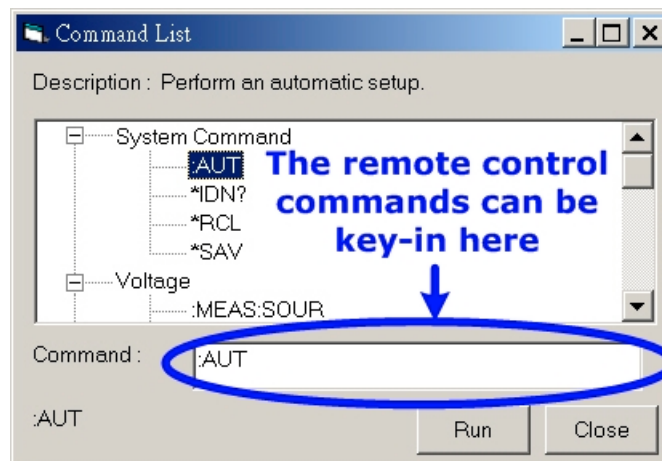 Command List
Description : Perform an automatic setup.
System Command
:AUT
*IDN?
*RCL
*SAV
Voltage
:MEAS:SOUR
The remote control
commands can be
key-in here
Command :
:AUT
:AUT
Run
Close